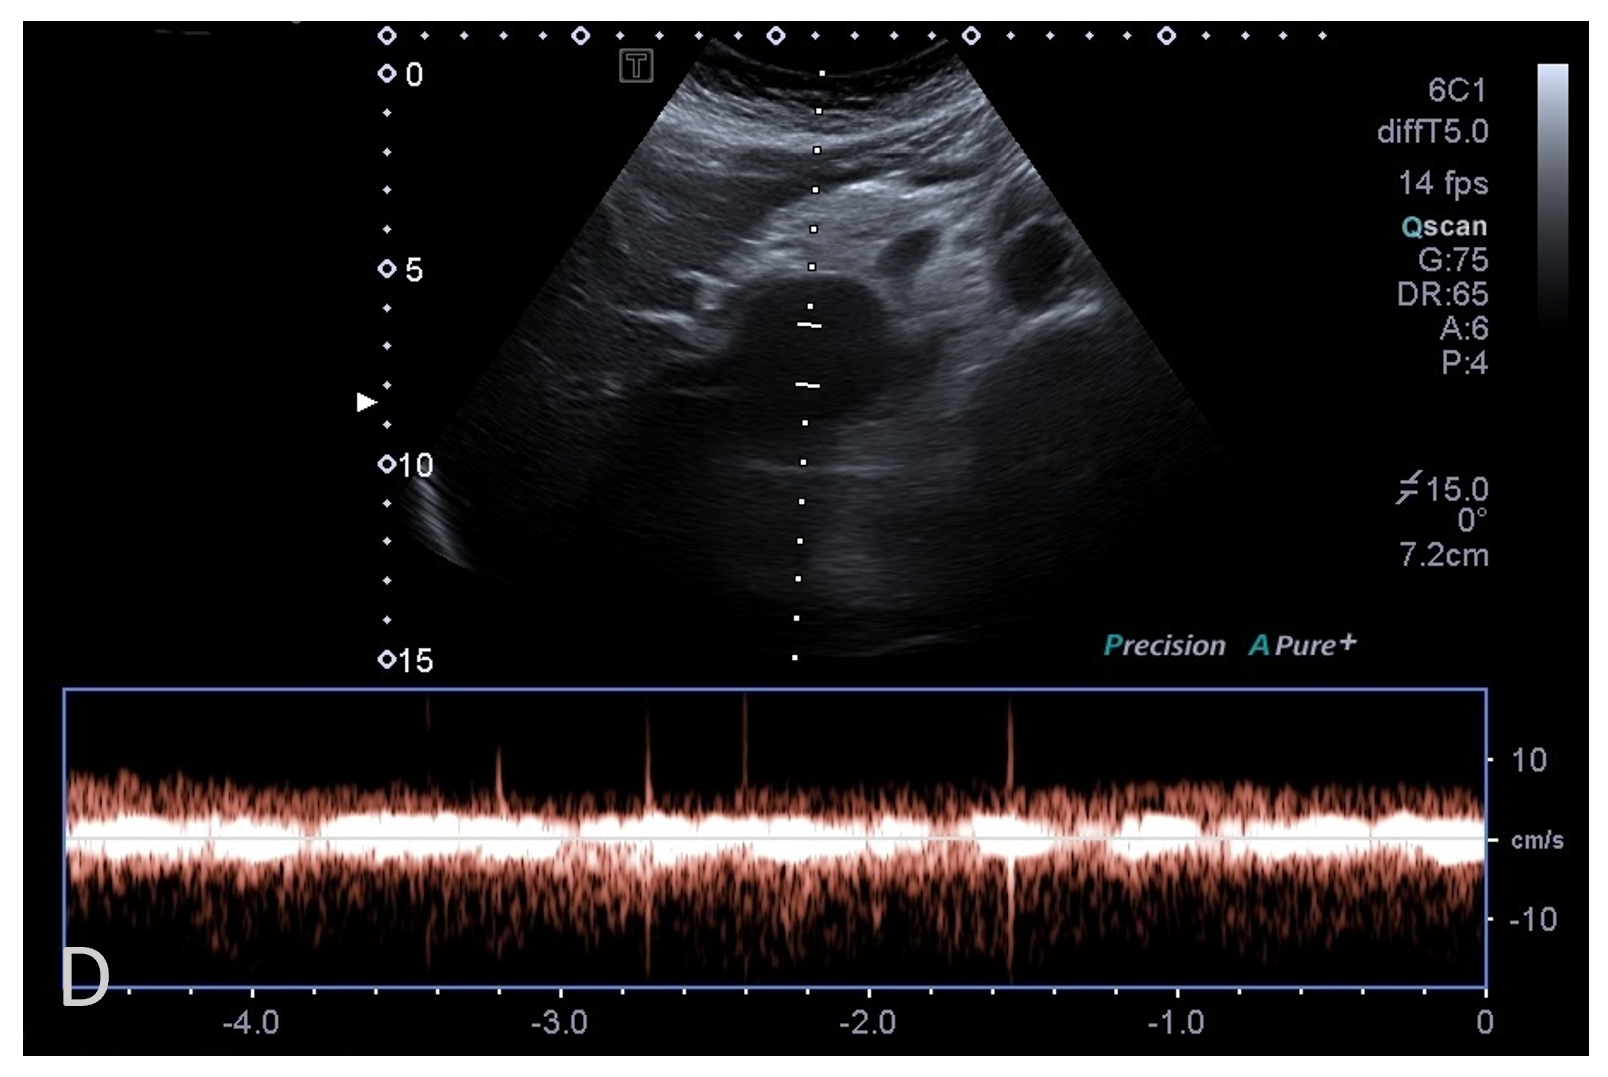 T
0
5
10
15
6C1
diffT5.0
14 fps
Qscan
G:75
DR:65
A:6
P:4
15.0
0°
7.2cm
Precision A Pure+
10
cm/s
-10
D
-4.0 -3.0 -2.0 -1.0 0